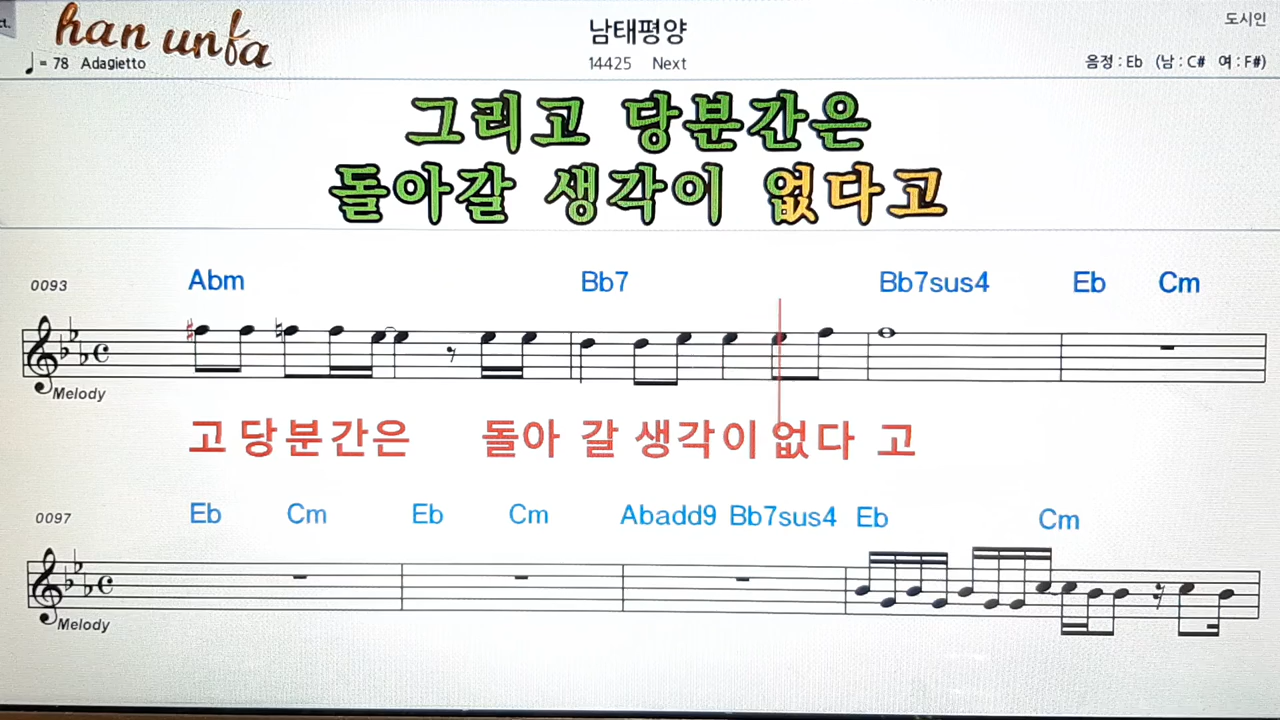 ct.
han unfa
♩= 78 Adagietto
남태평양
14425 Next
도시인
음정 : Eb (남 : C# 여 : F#)
그리고 당분간은
돌아갈 생각이 없다고
0093
Abm Bb7 Bb7sus4 Eb Cm
Melody
고 당분간은 돌아 갈 생각이 없다 고
0097
Eb Cm Eb Cm Abadd9 Bb7sus4 Eb Cm
Melody